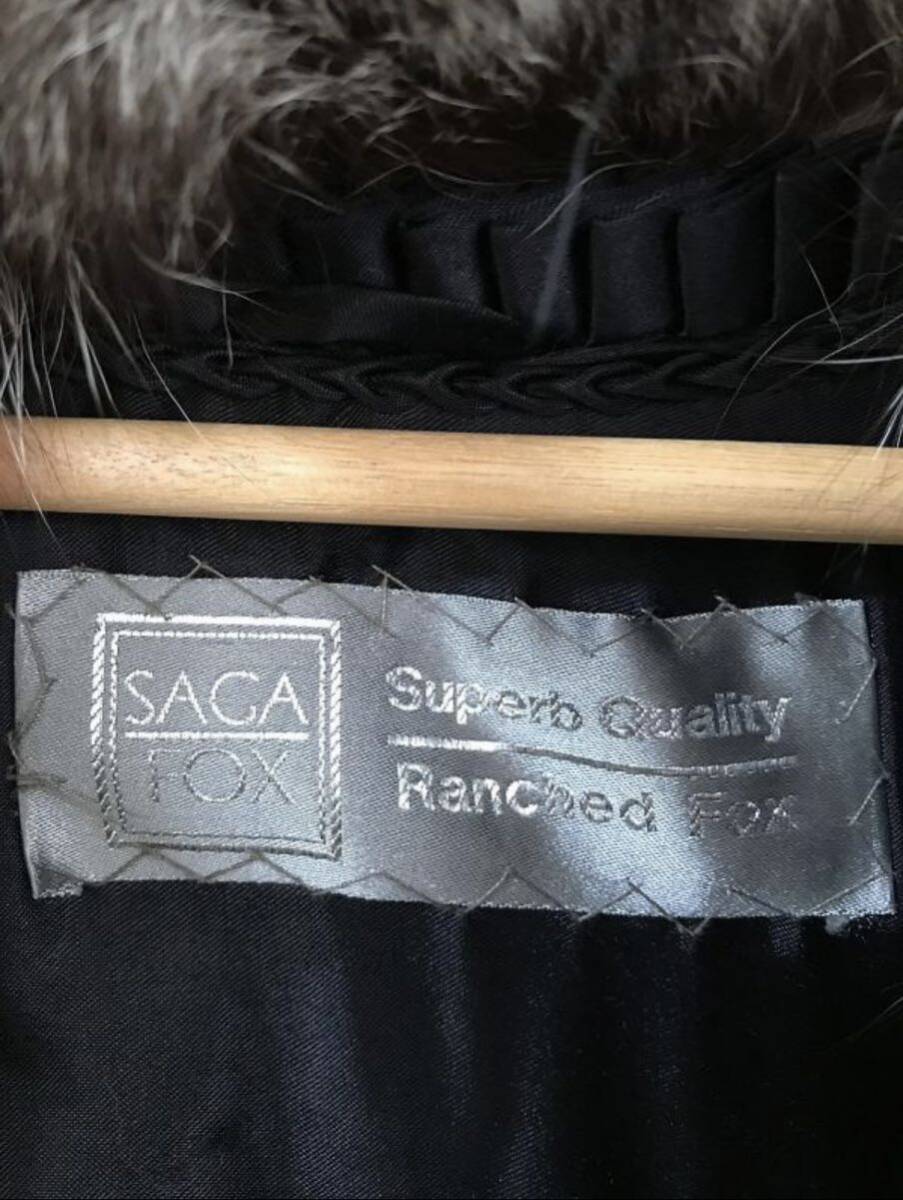 SAGA
FOX
Superb Quality
Ranched Fox